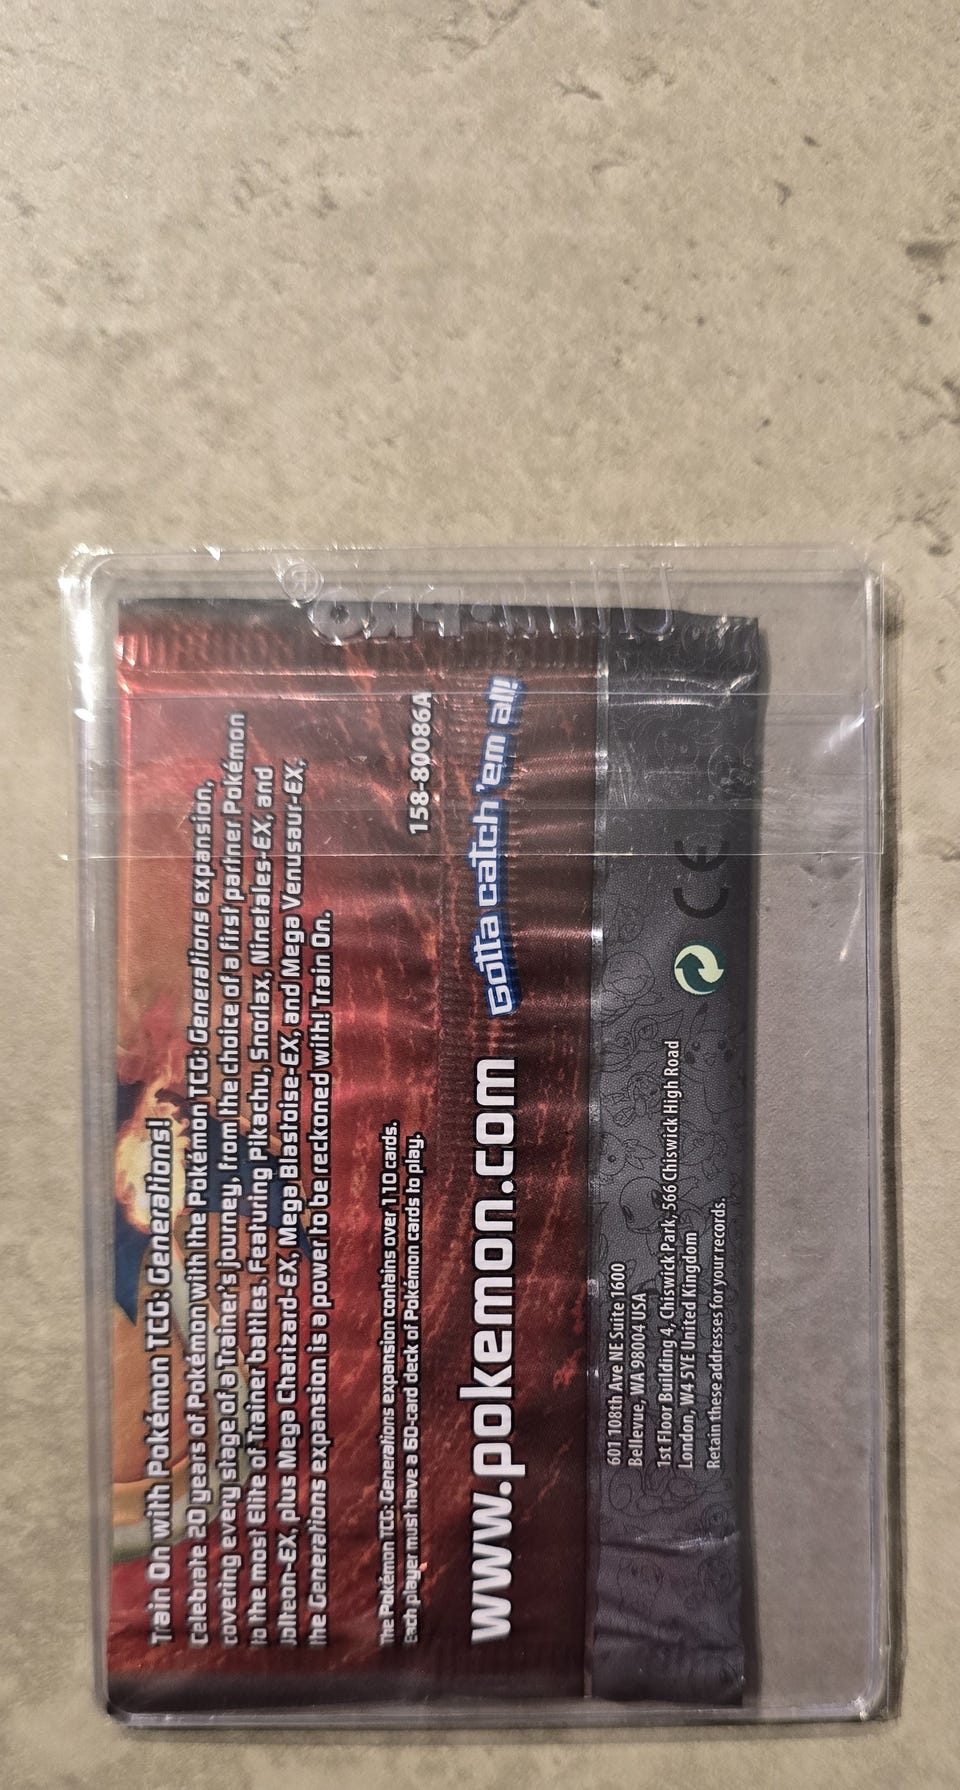 Train On with Pokémon TCG: Generations!
Celebrate 20 years of Pokémon with the Pokémon TCG: Generations expansion,
covering every stage of a Trainer's journey, from the choice of a first partner Pokémon
to the most Elite of Trainer battles. Featuring Pikachu, Snorlax, Ninetales-EX, and
Jolteon-EX, plus Mega Charizard-EX, Mega Blastoise-EX, and Mega Venusaur-EX,
the Generations expansion is a power to be reckoned with! Train On.
The Pokémon TCG: Generations expansion contains over 110 cards.
Each player must have a 60-card deck of Pokémon cards to play.
158-80086A
www.pokemon.com
Gotta catch 'em all!
601 108th Ave NE Suite 1600
Bellevue, WA 98004 USA
1st Floor Building 4, Chiswick Park, 566 Chiswick High Road
London, W4 5YE United Kingdom
Retain these addresses for your records.
CE
Ultra•PRO®